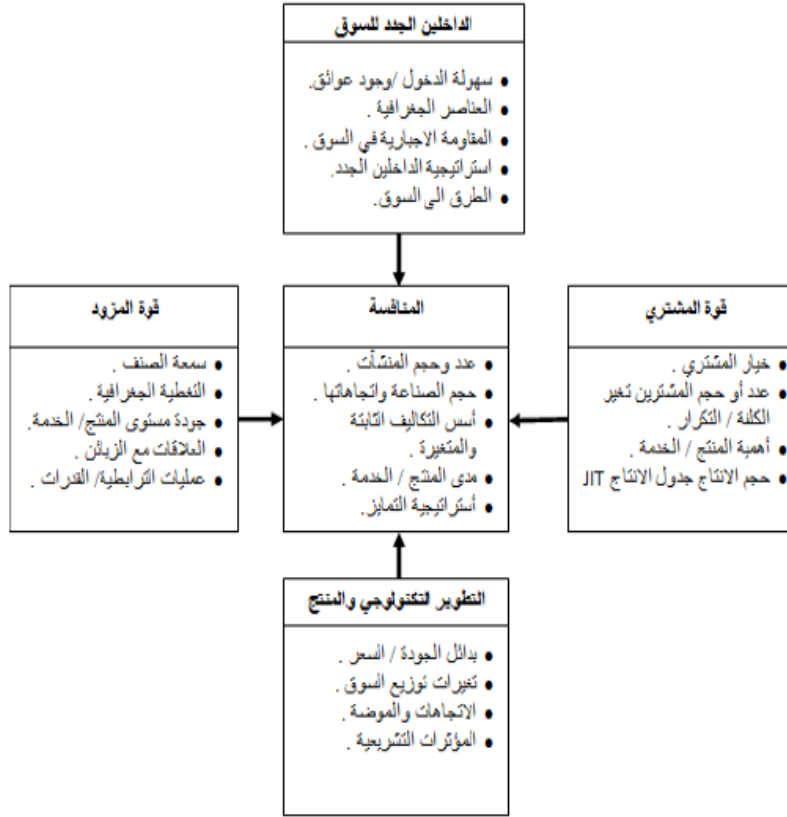 الداخلين الجدد للسوق
● سهولة الدخول /وجود عوائق.
● العناصر الجغرافية .
● المقاومة الاجبارية في السوق .
● استراتيجية الداخلين الجدد.
● الطرق الى السوق.
قوة المشتري
● خيار المشتري .
● عدد أو حجم المشترين تغير
الكلفة / التكرار .
● أهمية المنتج / الخدمة .
● حجم الانتاج جدول الانتاج JIT
المنافسة
● عدد وحجم المنشآت .
● حجم الصناعة واتجاهاتها .
● أسس التكاليف الثابتة
والمتغيرة .
● مدى المنتج / الخدمة .
● أستراتيجية التمايز.
قوة المزود
● سمعة الصنف .
● التغطية الجغرافية .
● جودة مستوى المنتج/ الخدمة.
● العلاقات مع الزبائن .
● عمليات الترابطية/ القدرات .
التطوير التكنولوجي والمنتج
● بدائل الجودة / السعر .
● تغيرات توزيع السوق .
● الاتجاهات والموضة .
● المؤثرات التشريعية .